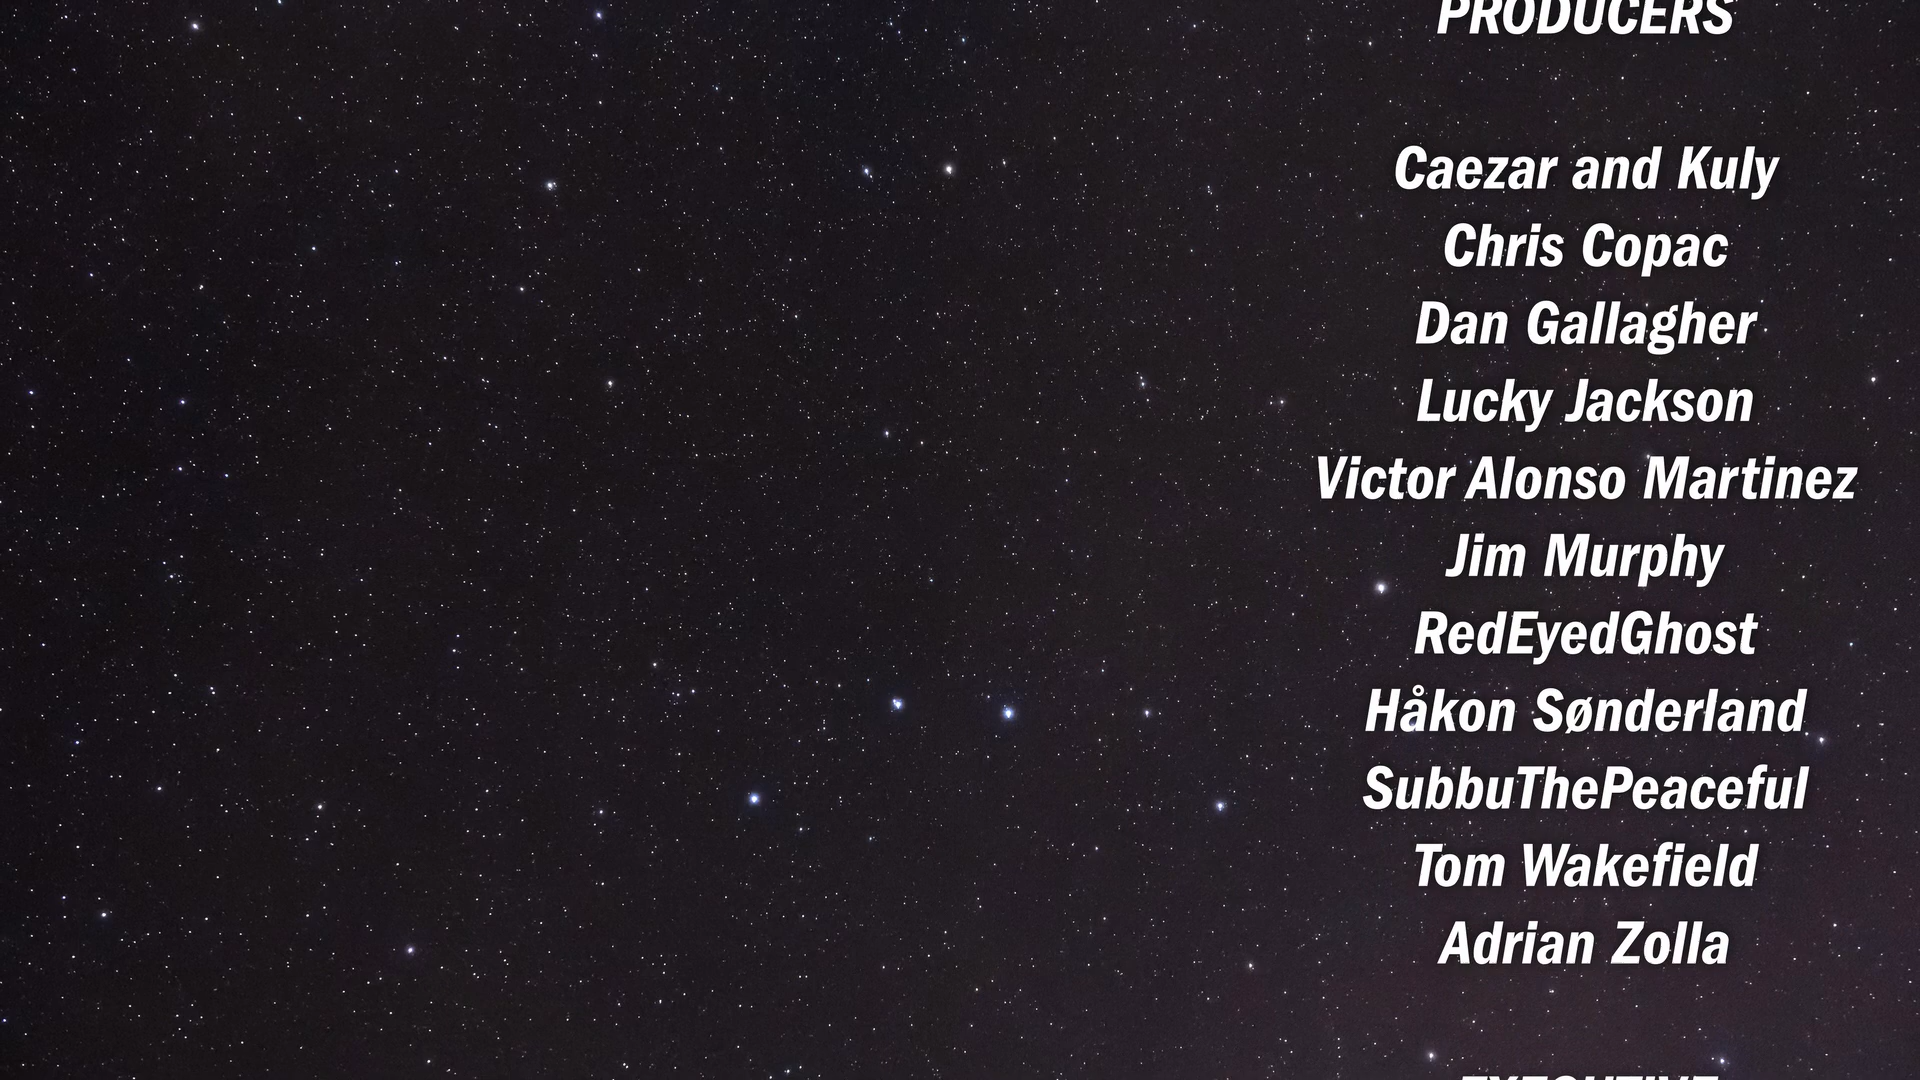 PRODUCERS
Caezar and Kuly
Chris Copac
Dan Gallagher
Lucky Jackson
Victor Alonso Martinez
Jim Murphy
RedEyedGhost
Håkon Sønderland
SubbuThePeaceful
Tom Wakefield
Adrian Zolla
EXECUTIVE